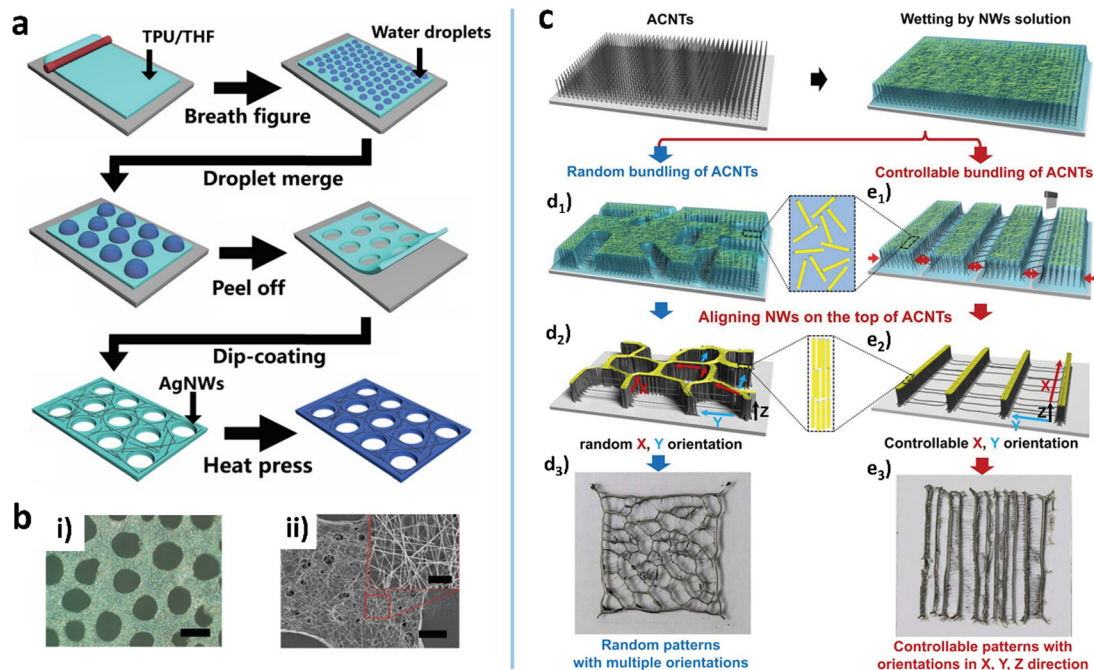 a
TPU/THF
Water droplets
Breath figure
Droplet merge
Peel off
Dip-coating
AgNWs
Heat press
b
i)
ii)
c
ACNTs
Wetting by NWs solution
Random bundling of ACNTs
Controllable bundling of ACNTs
d1)
e1)
Aligning NWs on the top of ACNTs
d2)
X
Y
Z
e2)
X
Y
Z
random X, Y orientation
Controllable X, Y orientation
d3)
e3)
Random patterns
with multiple orientations
Controllable patterns with
orientations in X, Y, Z direction